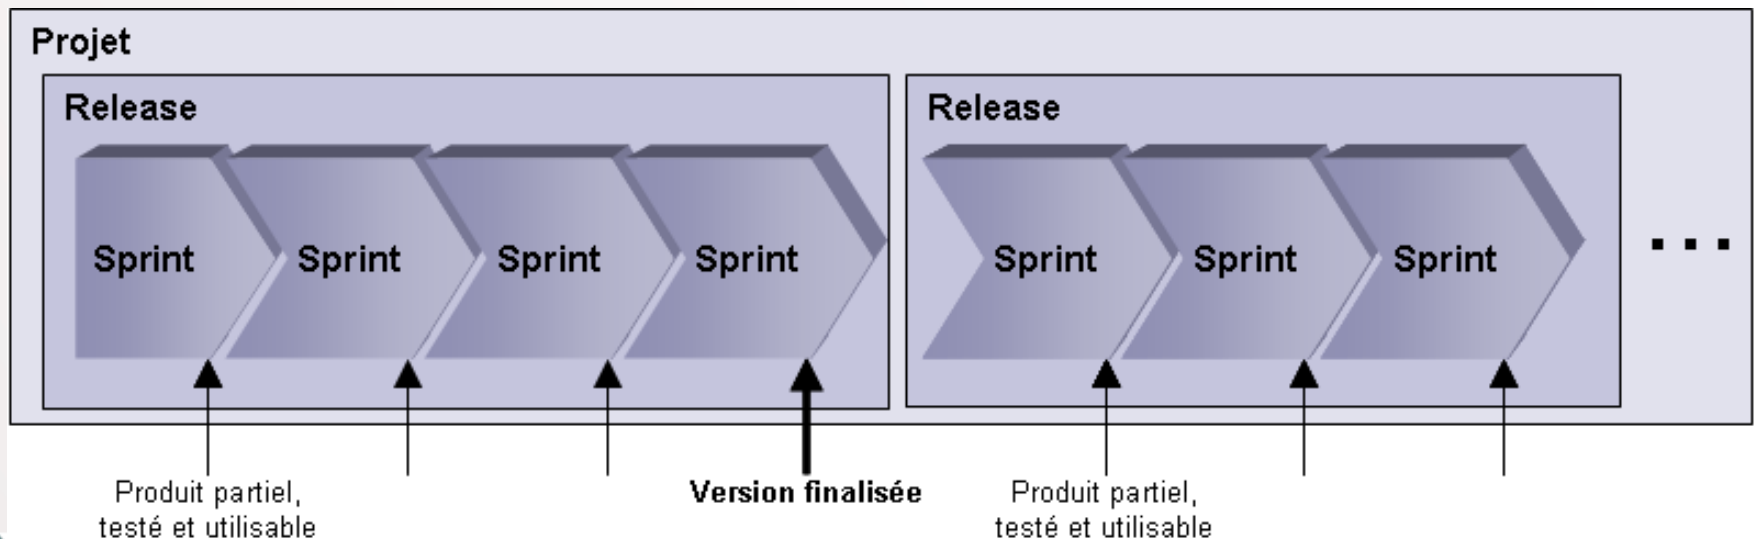 Projet
Release
Release
Sprint
Sprint
Sprint
Sprint
Sprint
Sprint
Sprint
...
Produit partiel,
testé et utilisable
Version finalisée
Produit partiel,
testé et utilisable